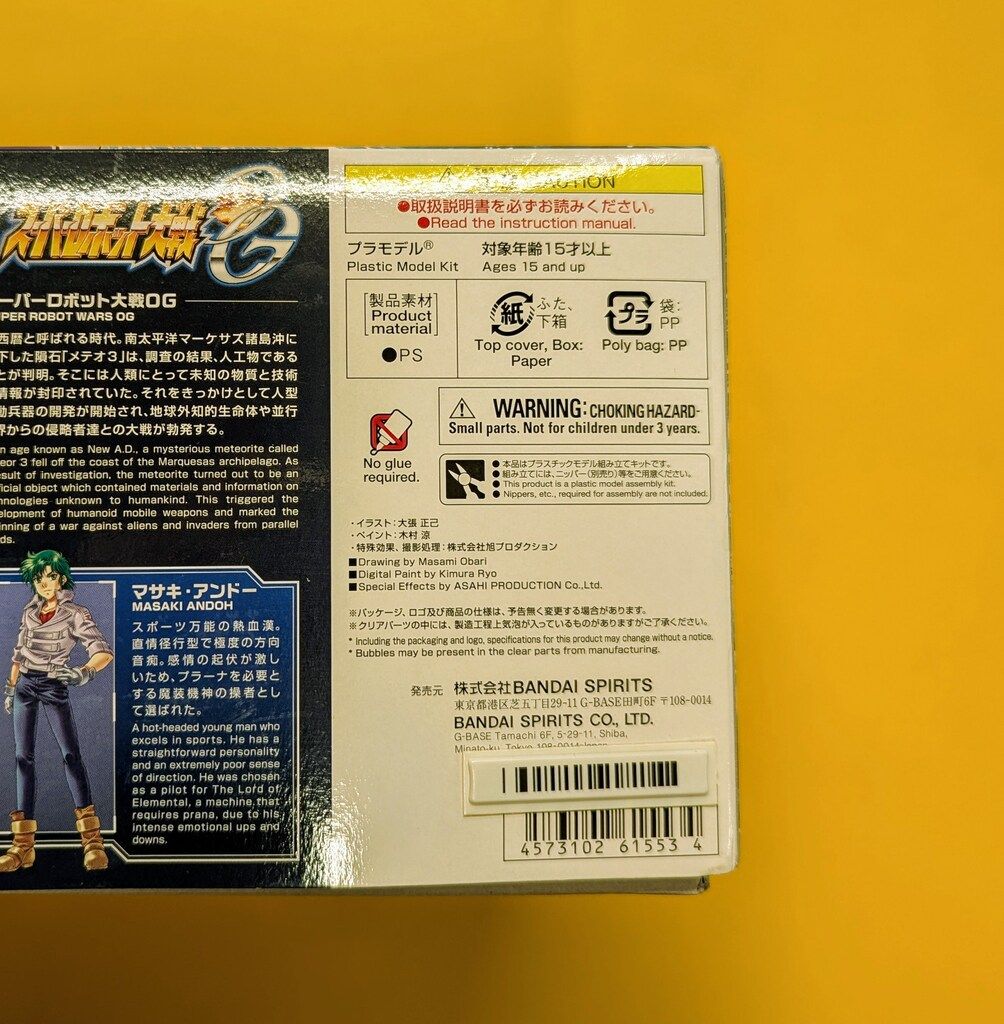 スーパーロボット大戦OG
ーパーロボット大戦OG
UPER ROBOT WARS OG
西暦と呼ばれる時代。南太平洋マーケサズ諸島沖に
下した隕石「メテオ3」は、調査の結果、人工物である
とが判明。そこには人類にとって未知の物質と技術
情報が封印されていた。それをきっかけとして人型
動兵器の開発が開始され、地球外知的生命体や並行
界からの侵略者達との大戦が勃発する。
n age known as New A.D., a mysterious meteorite called
eor 3 fell off the coast of the Marquesas archipelago. As
sult of investigation, the meteorite turned out to be an
ficial object which contained materials and information on
hnologies unknown to humankind. This triggered the
elopment of humanoid mobile weapons and marked the
inning of a war against aliens and invaders from parallel
ds.
マサキ・アンドー
MASAKI ANDOH
スポーツ万能の熱血漢。
直情径行型で極度の方向
音痴。感情の起伏が激し
いため、プラーナを必要と
する魔装機神の操者とし
て選ばれた。
A hot-headed young man who
excels in sports. He has a
straightforward personality
and an extremely poor sense
of direction. He was chosen
as a pilot for The Lord of
Elemental, a machine that
requires prana, due to his
intense emotional ups and
downs.
CAUTION
●取扱説明書を必ずお読みください。
●Read the instruction manual.
プラモデル® 対象年齢15才以上
Plastic Model Kit Ages 15 and up
[製品素材]
Product
material
●PS
紙 ふた、
下箱
Top cover, Box:
Paper
プラ 袋:
PP
Poly bag: PP
No glue
required.
WARNING: CHOKING HAZARD-
Small parts. Not for children under 3 years.
● 本品はプラスチックモデル組み立てキットです。
● 組み立てには、ニッパー(別売り)等をご用意ください。
● This product is a plastic model assembly kit.
● Nippers, etc., required for assembly are not included.
・イラスト:大張 正己
・ペイント:木村 涼
・特殊効果、撮影処理:株式会社旭プロダクション
■Drawing by Masami Obari
■Digital Paint by Kimura Ryo
■Special Effects by ASAHI PRODUCTION Co.,Ltd.
※パッケージ、ロゴ及び商品の仕様は、予告無く変更する場合があります。
※クリアパーツの中には、製造工程上気泡が入っているものがありますがご了承ください。
* Including the packaging and logo, specifications for this product may change without a notice.
* Bubbles may be present in the clear parts from manufacturing.
発売元 株式会社BANDAI SPIRITS
東京都港区芝五丁目29-11 G-BASE田町6F 〒108-0014
BANDAI SPIRITS CO., LTD.
G-BASE Tamachi 6F, 5-29-11, Shiba,
Minato-ku, Tokyo 108-0014 Japan
4573102 61553 4